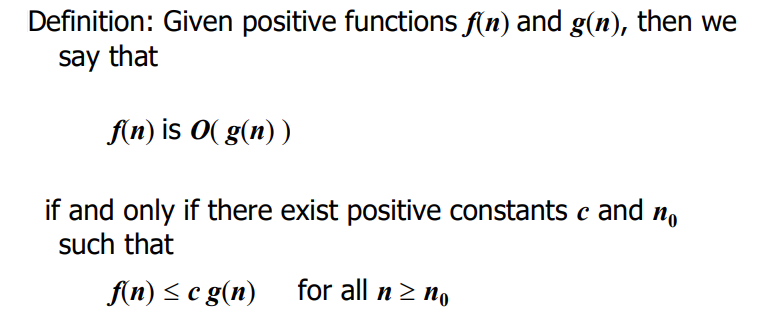 Definition: Given positive functions f(n) and g(n), then we
say that
f(n) is O( g(n) )
if and only if there exist positive constants c and n₀
such that
f(n) ≤ c g(n) for all n ≥ n₀